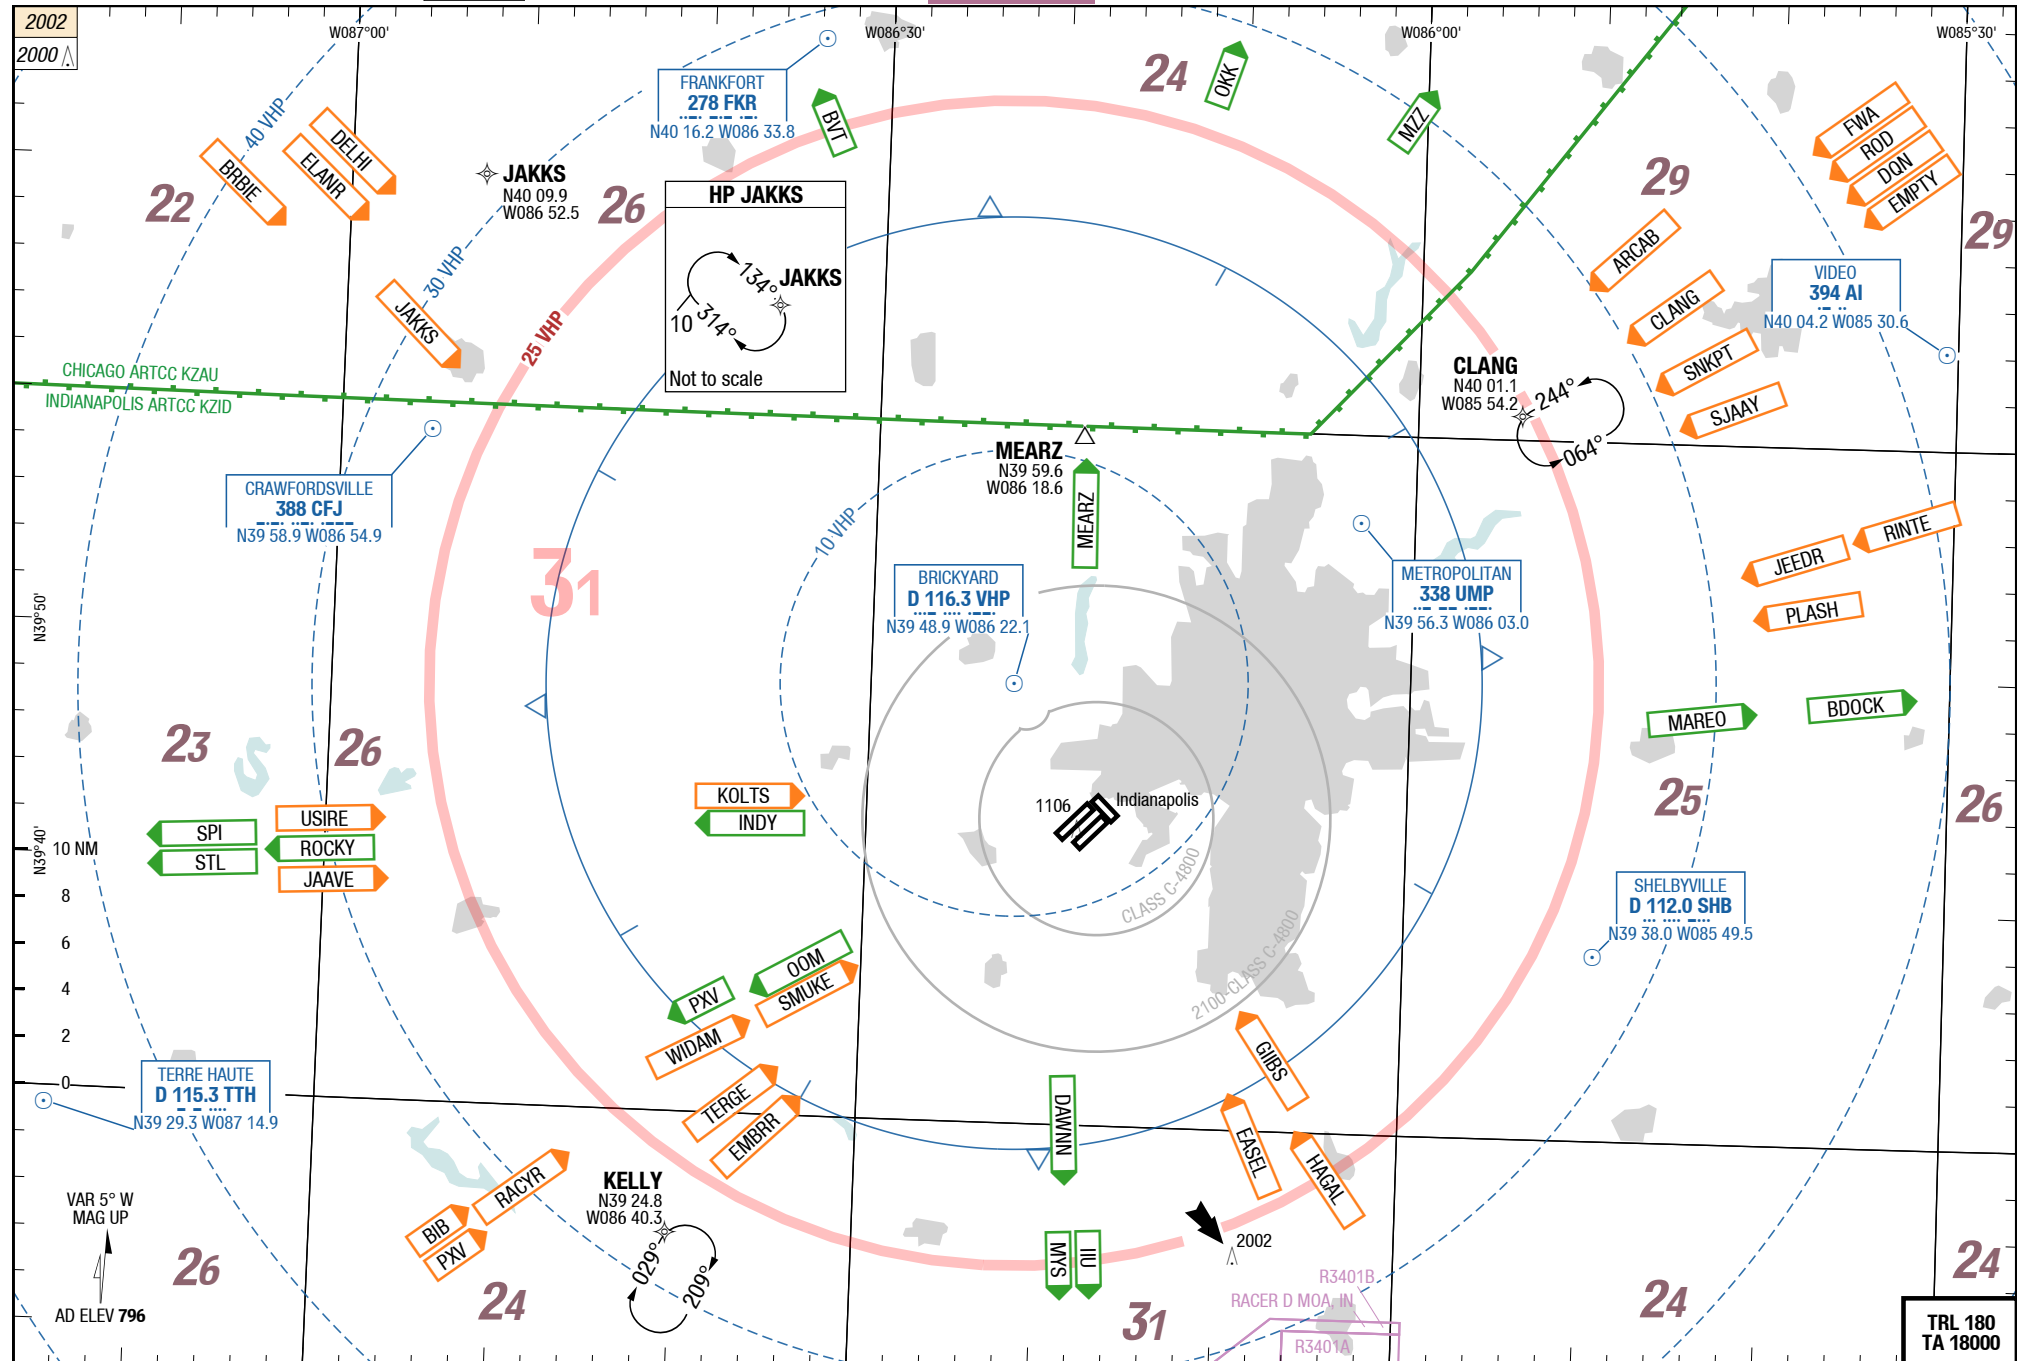 2002
2000
W087°00'
W086°30'
W086°00'
W085°30'
FRANKFORT
278 FKR
N40 16.2 W086 33.8
24
OKK
BVT
MZZ
FWA
ROD
DQN
EMPTY
40 VHP
DELHI
ELANR
BRBIE
22
JAKKS
N40 09.9
W086 52.5
26
HP JAKKS
134°
JAKKS
10
314°
Not to scale
29
29
ARCAB
CLANG
SNKPT
SJAAY
VIDEO
394 AI
N40 04.2 W085 30.6
30 VHP
JAKKS
25 VHP
CHICAGO ARTCC KZAU
INDIANAPOLIS ARTCC KZID
CLANG
N40 01.1
W085 54.2
244°
064°
MEARZ
N39 59.6
W086 18.6
MEARZ
CRAWFORDSVILLE
388 CFJ
N39 58.9 W086 54.9
10 VHP
31
BRICKYARD
D 116.3 VHP
N39 48.9 W086 22.1
METROPOLITAN
338 UMP
N39 56.3 W086 03.0
RINTE
JEEDR
PLASH
N39°50'
MAREO
BDOCK
23
26
KOLTS
INDY
1106
Indianapolis
25
26
SPI
STL
USIRE
ROCKY
JAAVE
N39°40'
10 NM
8
6
4
2
0
CLASS C-4800
2100-CLASS C-4800
SHELBYVILLE
D 112.0 SHB
N39 38.0 W085 49.5
OOM
SMUKE
PXV
WIDAM
TERGE
EMBRR
GIIBS
EASEL
HAGAL
DAWNN
TERRE HAUTE
D 115.3 TTH
N39 29.3 W087 14.9
RACYR
BIB
PXV
KELLY
N39 24.8
W086 40.3
029°
209°
MYS
IIU
2002
VAR 5° W
MAG UP
AD ELEV 796
26
24
31
R3401B
RACER D MOA, IN
R3401A
24
24
TRL 180
TA 18000